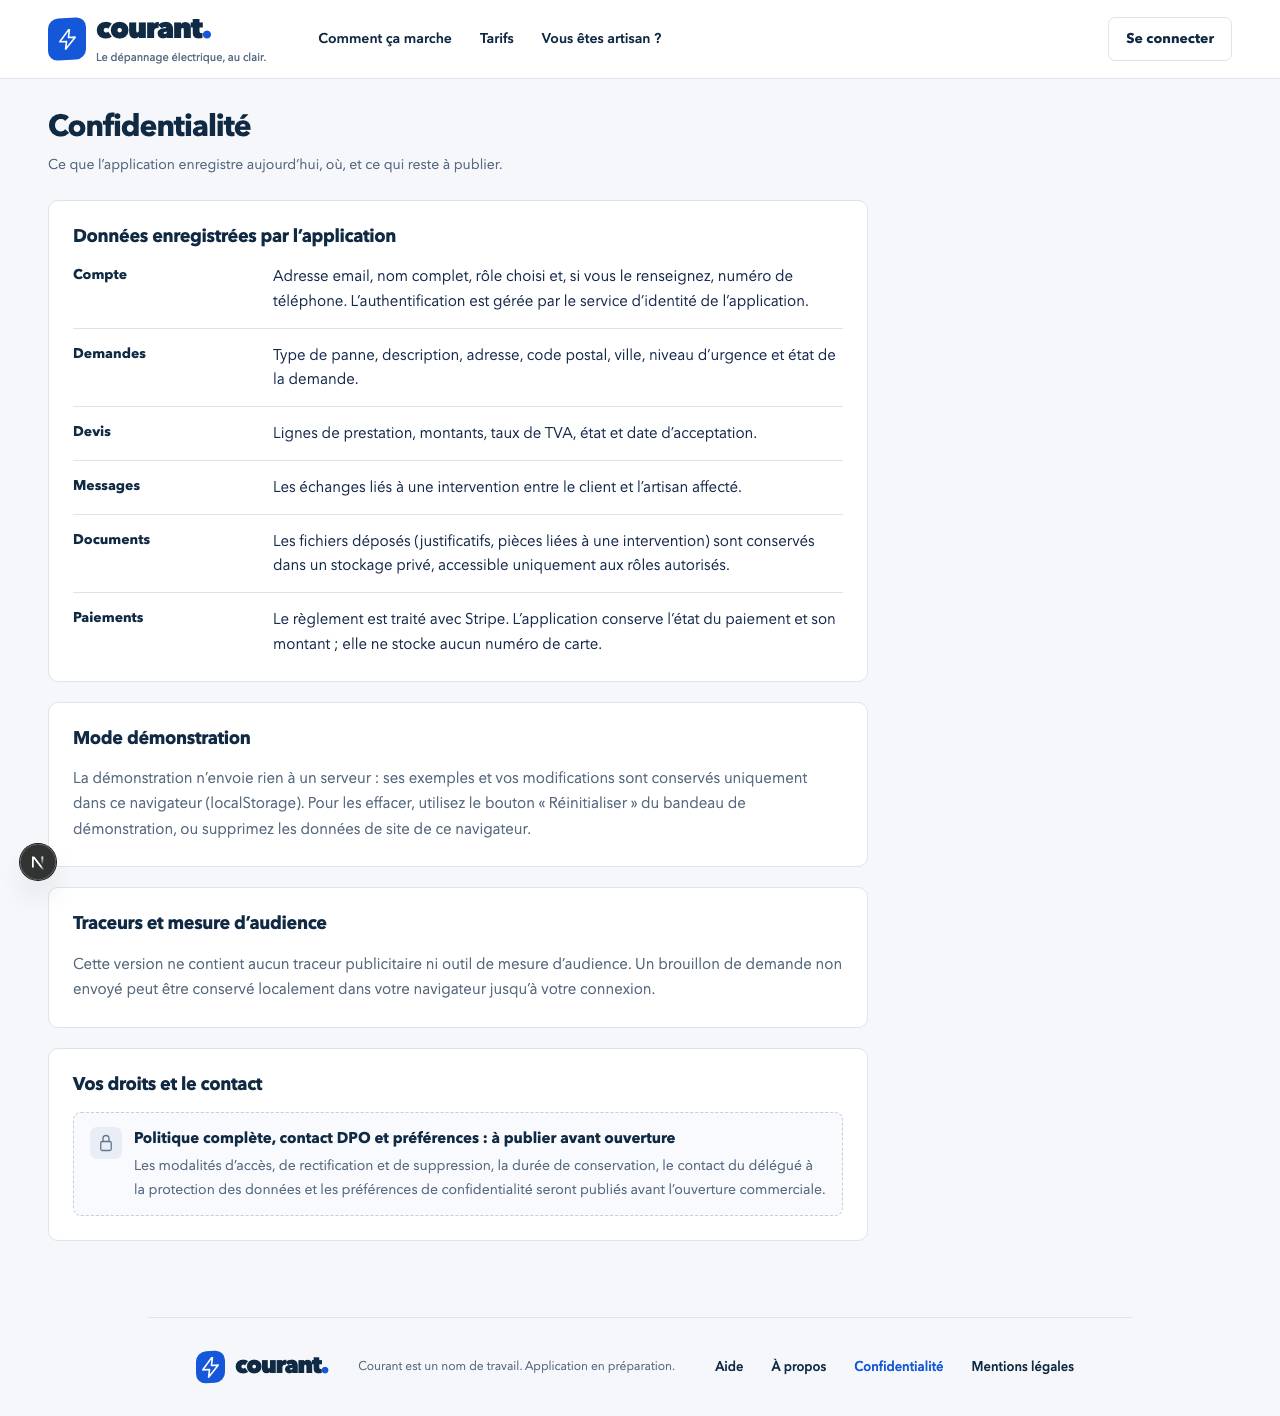 courant.
Le dépannage électrique, au clair.
Comment ça marche
Tarifs
Vous êtes artisan ?
Se connecter
Confidentialité
Ce que l’application enregistre aujourd’hui, où, et ce qui reste à publier.
Données enregistrées par l’application
Compte
Adresse email, nom complet, rôle choisi et, si vous le renseignez, numéro de
téléphone. L’authentification est gérée par le service d’identité de l’application.
Demandes
Type de panne, description, adresse, code postal, ville, niveau d’urgence et état de
la demande.
Devis
Lignes de prestation, montants, taux de TVA, état et date d’acceptation.
Messages
Les échanges liés à une intervention entre le client et l’artisan affecté.
Documents
Les fichiers déposés (justificatifs, pièces liées à une intervention) sont conservés
dans un stockage privé, accessible uniquement aux rôles autorisés.
Paiements
Le règlement est traité avec Stripe. L’application conserve l’état du paiement et son
montant ; elle ne stocke aucun numéro de carte.
Mode démonstration
La démonstration n’envoie rien à un serveur : ses exemples et vos modifications sont conservés uniquement
dans ce navigateur (localStorage). Pour les effacer, utilisez le bouton « Réinitialiser » du bandeau de
démonstration, ou supprimez les données de site de ce navigateur.
N
Traceurs et mesure d’audience
Cette version ne contient aucun traceur publicitaire ni outil de mesure d’audience. Un brouillon de demande non
envoyé peut être conservé localement dans votre navigateur jusqu’à votre connexion.
Vos droits et le contact
Politique complète, contact DPO et préférences : à publier avant ouverture
Les modalités d’accès, de rectification et de suppression, la durée de conservation, le contact du délégué à
la protection des données et les préférences de confidentialité seront publiés avant l’ouverture commerciale.
courant.
Courant est un nom de travail. Application en préparation.
Aide
À propos
Confidentialité
Mentions légales